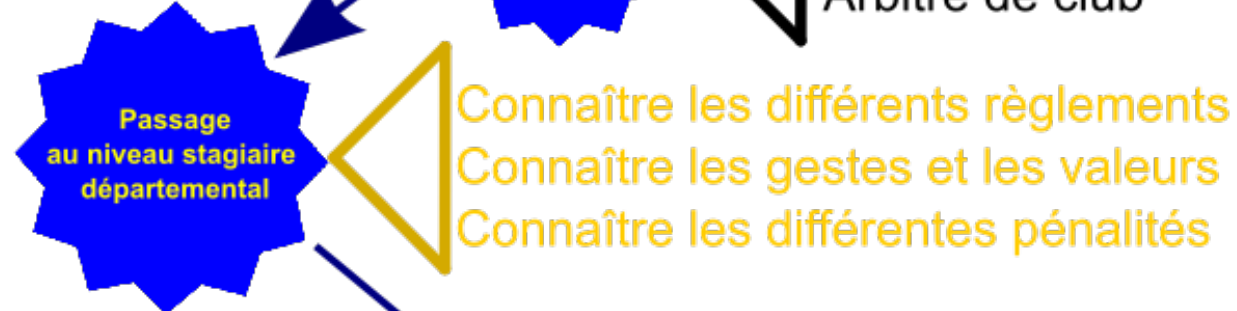 Arbitre de club
Passage
au niveau stagiaire
départemental
Connaître les différents règlements
Connaître les gestes et les valeurs
Connaître les différentes pénalités